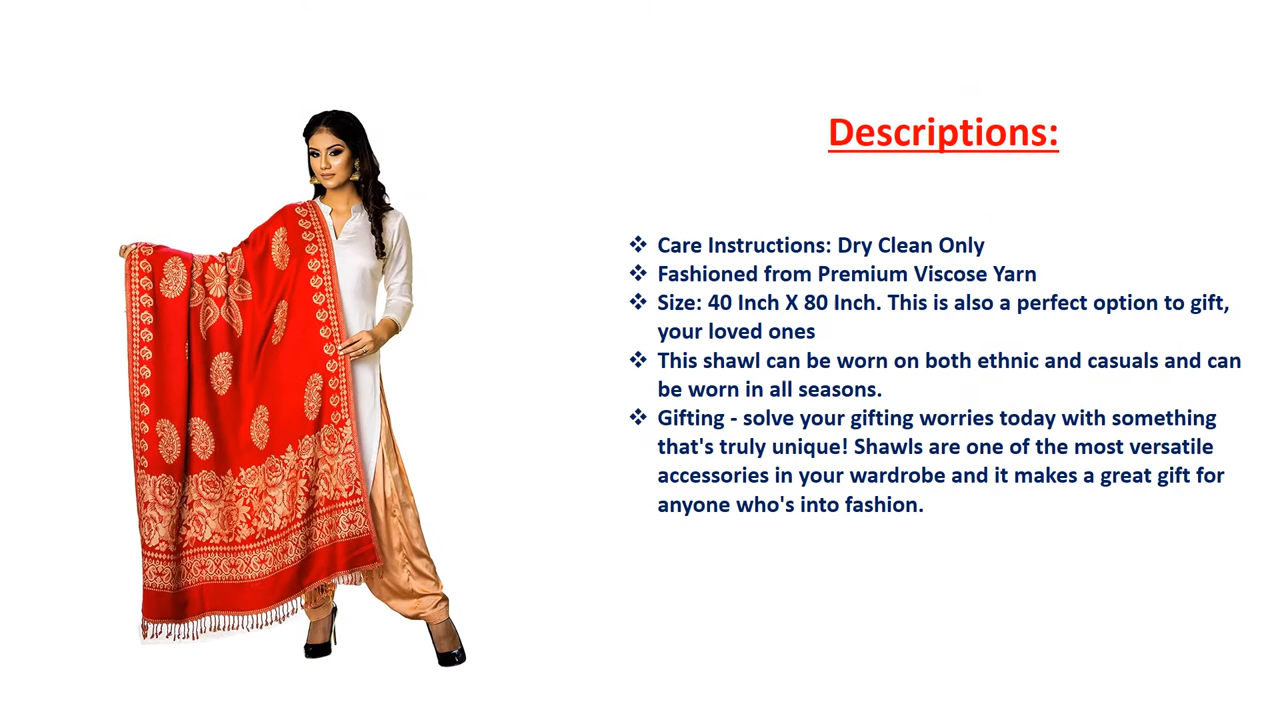 Descriptions:
❖ Care Instructions: Dry Clean Only
❖ Fashioned from Premium Viscose Yarn
❖ Size: 40 Inch X 80 Inch. This is also a perfect option to gift,
your loved ones
❖ This shawl can be worn on both ethnic and casuals and can
be worn in all seasons.
❖ Gifting - solve your gifting worries today with something
that's truly unique! Shawls are one of the most versatile
accessories in your wardrobe and it makes a great gift for
anyone who's into fashion.